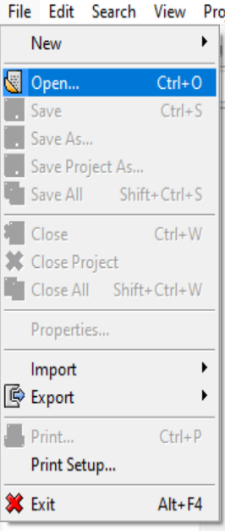 File Edit Search View Pro
New
Open... Ctrl+O
Save Ctrl+S
Save As...
Save Project As...
Save All Shift+Ctrl+S
Close Ctrl+W
Close Project
Close All Shift+Ctrl+W
Properties...
Import
Export
Print... Ctrl+P
Print Setup...
Exit Alt+F4